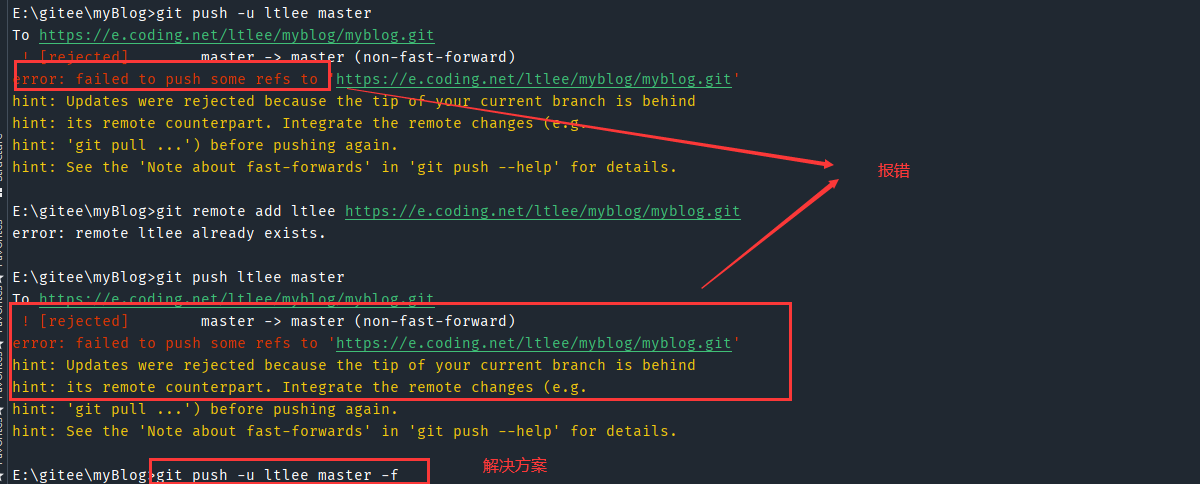 E:\gitee\myBlog>git push -u ltlee master
To https://e.coding.net/ltlee/myblog/myblog.git
! [rejected]        master -> master (non-fast-forward)
error: failed to push some refs to 'https://e.coding.net/ltlee/myblog/myblog.git'
hint: Updates were rejected because the tip of your current branch is behind
hint: its remote counterpart. Integrate the remote changes (e.g.
hint: 'git pull ...') before pushing again.
hint: See the 'Note about fast-forwards' in 'git push --help' for details.
报错
E:\gitee\myBlog>git remote add ltlee https://e.coding.net/ltlee/myblog/myblog.git
error: remote ltlee already exists.
E:\gitee\myBlog>git push ltlee master
To https://e.coding.net/ltlee/myblog/myblog.git
! [rejected]        master -> master (non-fast-forward)
error: failed to push some refs to 'https://e.coding.net/ltlee/myblog/myblog.git'
hint: Updates were rejected because the tip of your current branch is behind
hint: its remote counterpart. Integrate the remote changes (e.g.
hint: 'git pull ...') before pushing again.
hint: See the 'Note about fast-forwards' in 'git push --help' for details.
解决方案
E:\gitee\myBlog>git push -u ltlee master -f